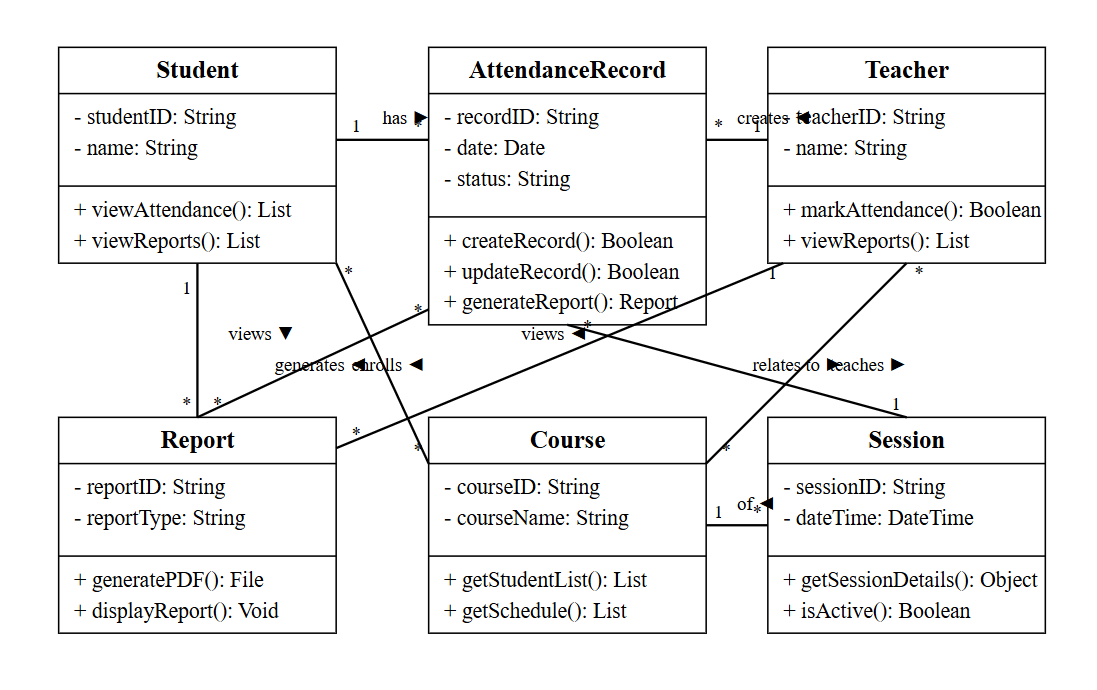 Student
- studentID: String
- name: String
+ viewAttendance(): List
+ viewReports(): List
1
has ▶
*
AttendanceRecord
- recordID: String
- date: Date
- status: String
+ createRecord(): Boolean
+ updateRecord(): Boolean
+ generateReport(): Report
*
creates ◀
1
Teacher
- teacherID: String
- name: String
+ markAttendance(): Boolean
+ viewReports(): List
1
views ▼
*
*
generates ◀
*
*
enrolls ◀
*
1
views ◀
*
*
relates to ▶
1
*
teaches ▶
*
Report
- reportID: String
- reportType: String
+ generatePDF(): File
+ displayReport(): Void
Course
- courseID: String
- courseName: String
+ getStudentList(): List
+ getSchedule(): List
1
of ◀
*
Session
- sessionID: String
- dateTime: DateTime
+ getSessionDetails(): Object
+ isActive(): Boolean